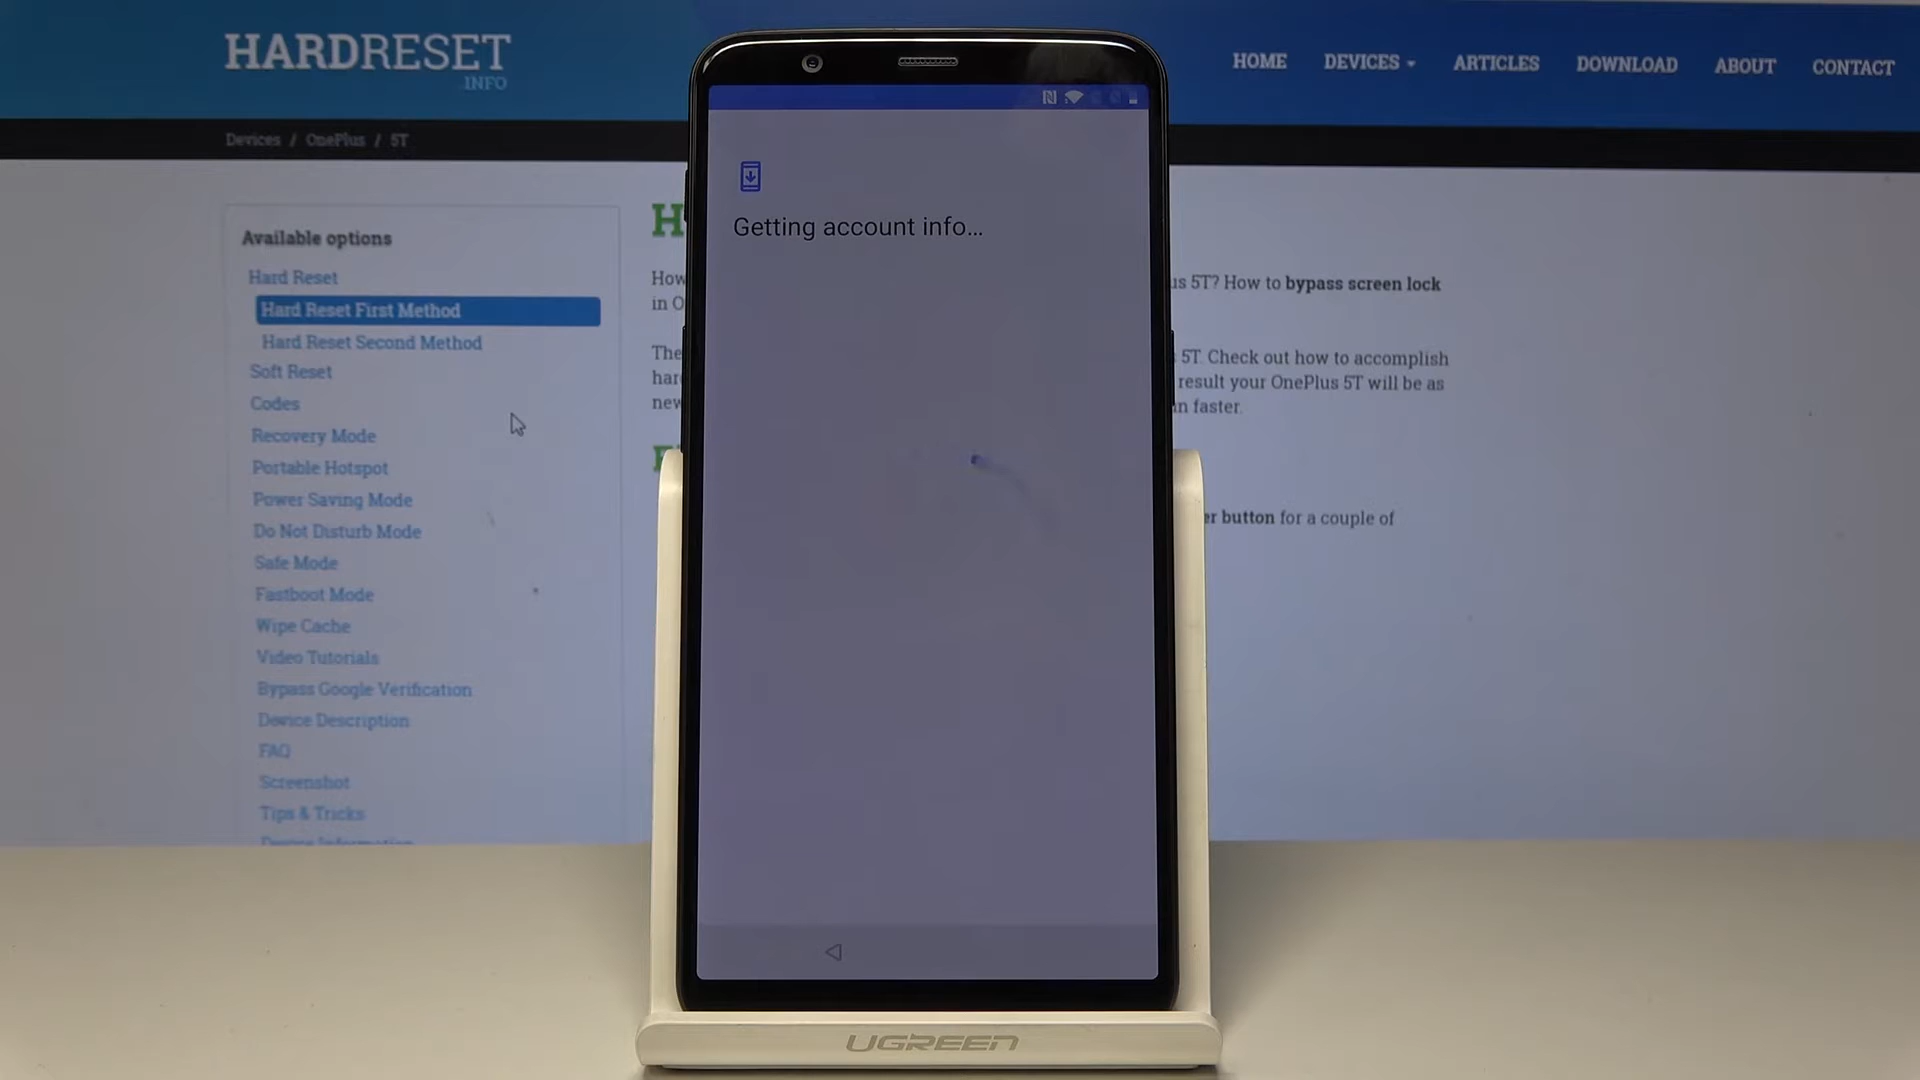 HARDRESET
.INFO
HOME DEVICES ARTICLES DOWNLOAD ABOUT CONTACT
Devices / OnePlus / 5T
Available options
Hard Reset
Hard Reset First Method
Hard Reset Second Method
Soft Reset
Codes
Recovery Mode
Portable Hotspot
Power Saving Mode
Do Not Disturb Mode
Safe Mode
Fastboot Mode
Wipe Cache
Video Tutorials
Bypass Google Verification
Device Description
FAQ
Screenshot
Tips & Tricks
Device Information
H
How
in O
The
har
new
us 5T? How to bypass screen lock
5T. Check out how to accomplish
result your OnePlus 5T will be as
n faster.
er button for a couple of
Getting account info...
UGREEN